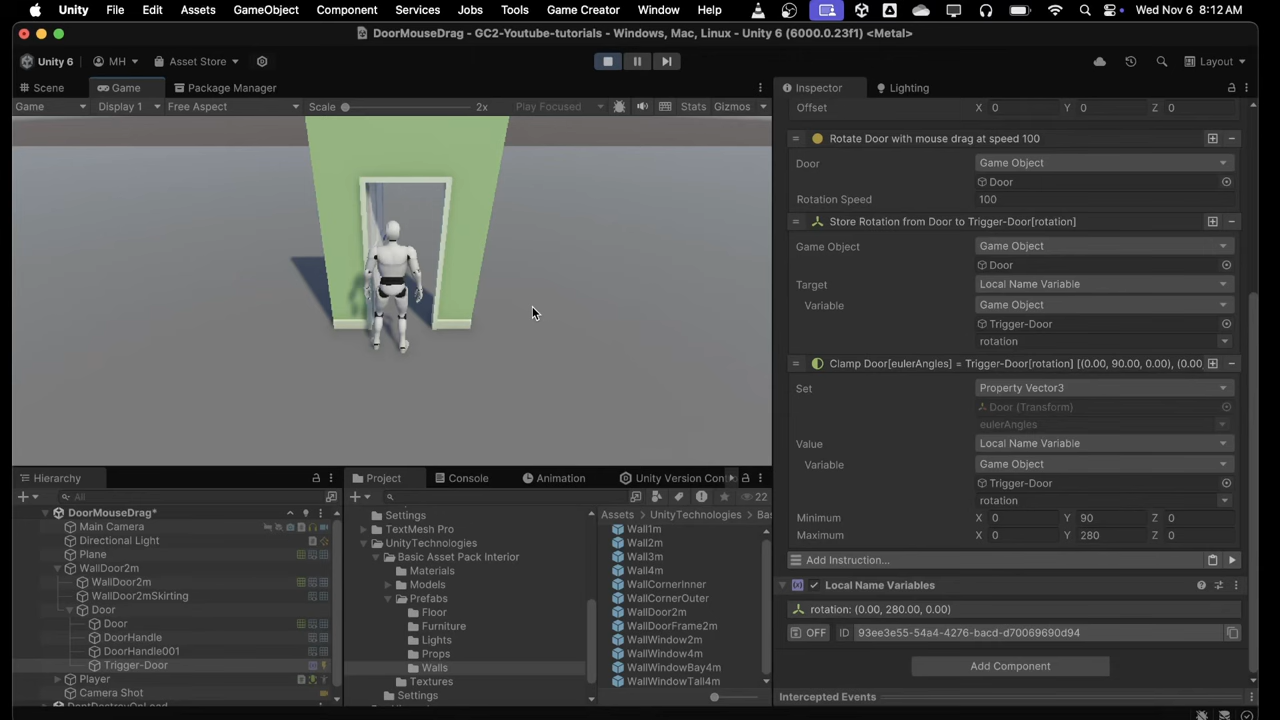 Unity File Edit Assets GameObject Component Services Jobs Tools Game Creator Window Help Wed Nov 6 8:12 AM
DoorMouseDrag - GC2-Youtube-tutorials - Windows, Mac, Linux - Unity 6 (6000.0.23f1) <Metal>
Unity 6 MH Asset Store Layout
Scene Game Package Manager
Inspector Lighting
Game Display 1 Free Aspect Scale 2x Play Focused Stats Gizmos
Offset X 0 Y 0 Z 0
Rotate Door with mouse drag at speed 100
Door Game Object
Door
Rotation Speed 100
Store Rotation from Door to Trigger-Door[rotation]
Game Object Game Object
Door
Target Local Name Variable
Variable Game Object
Trigger-Door
rotation
Clamp Door[eulerAngles] = Trigger-Door[rotation] [(0.00, 90.00, 0.00), (0.00,
Set Property Vector3
Door (Transform)
eulerAngles
Value Local Name Variable
Variable Game Object
Trigger-Door
rotation
Minimum X 0 Y 90 Z 0
Maximum X 0 Y 280 Z 0
Add Instruction...
Local Name Variables
rotation: (0.00, 280.00, 0.00)
OFF ID 93ee3e55-54a4-4276-bacd-d70069690d94
Add Component
Intercepted Events
Hierarchy
All
DoorMouseDrag*
Main Camera
Directional Light
Plane
WallDoor2m
WallDoor2m
WallDoor2mSkirting
Door
Door
DoorHandle
DoorHandle001
Trigger-Door
Player
Camera Shot
DontDestroyOnLoad
Project Console Animation Unity Version Con
22
Settings
TextMesh Pro
UnityTechnologies
Basic Asset Pack Interior
Materials
Models
Prefabs
Floor
Furniture
Lights
Props
Walls
Textures
Settings
Assets > UnityTechnologies > Ba
Wall1m
Wall2m
Wall3m
Wall4m
WallCornerInner
WallCornerOuter
WallDoor2m
WallDoorFrame2m
WallWindow2m
WallWindow4m
WallWindowBay4m
WallWindowTall4m